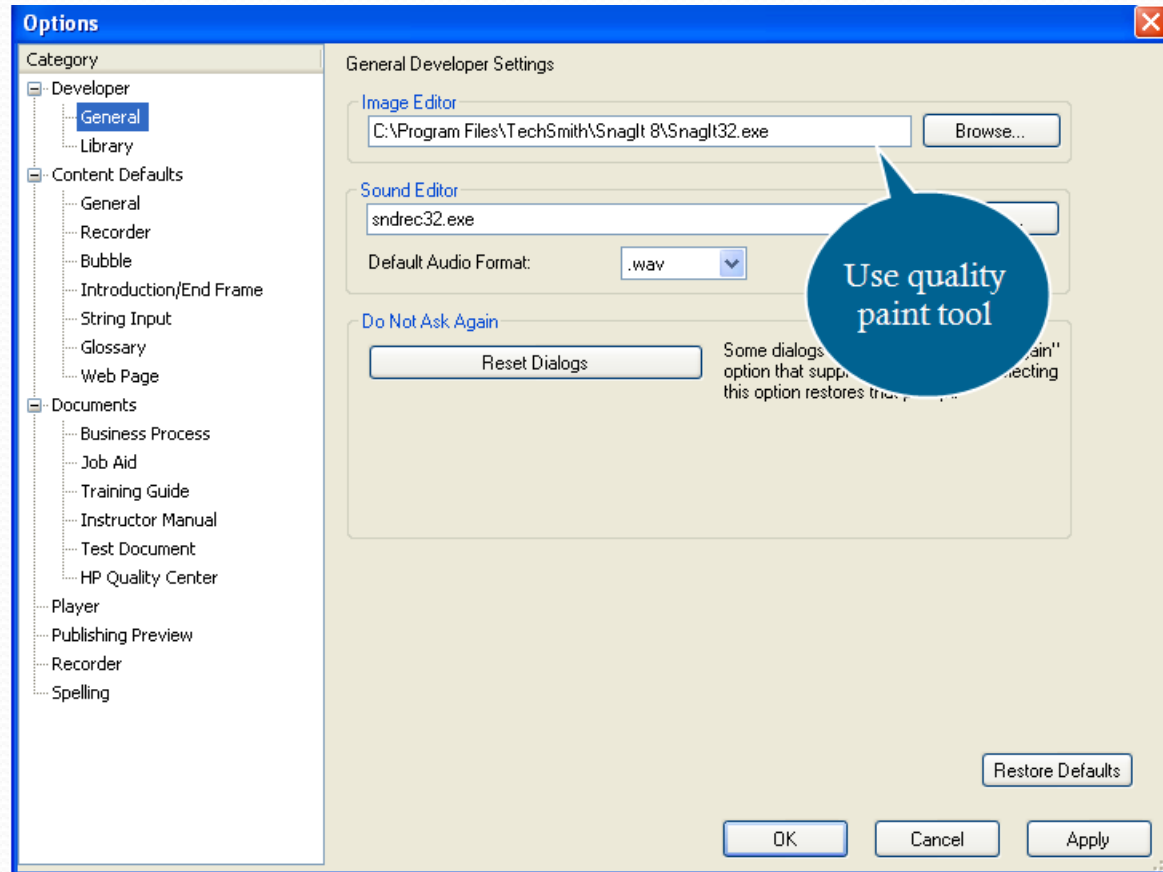 Options
Category
Developer
General
Library
Content Defaults
General
Recorder
Bubble
Introduction/End Frame
String Input
Glossary
Web Page
Documents
Business Process
Job Aid
Training Guide
Instructor Manual
Test Document
HP Quality Center
Player
Publishing Preview
Recorder
Spelling
General Developer Settings
Image Editor
C:\Program Files\TechSmith\SnagIt 8\SnagIt32.exe
Browse...
Sound Editor
sndrec32.exe
Default Audio Format:
.wav
Use quality
paint tool
Do Not Ask Again
Reset Dialogs
Some dialogs
option that
this option restores
Restore Defaults
OK
Cancel
Apply